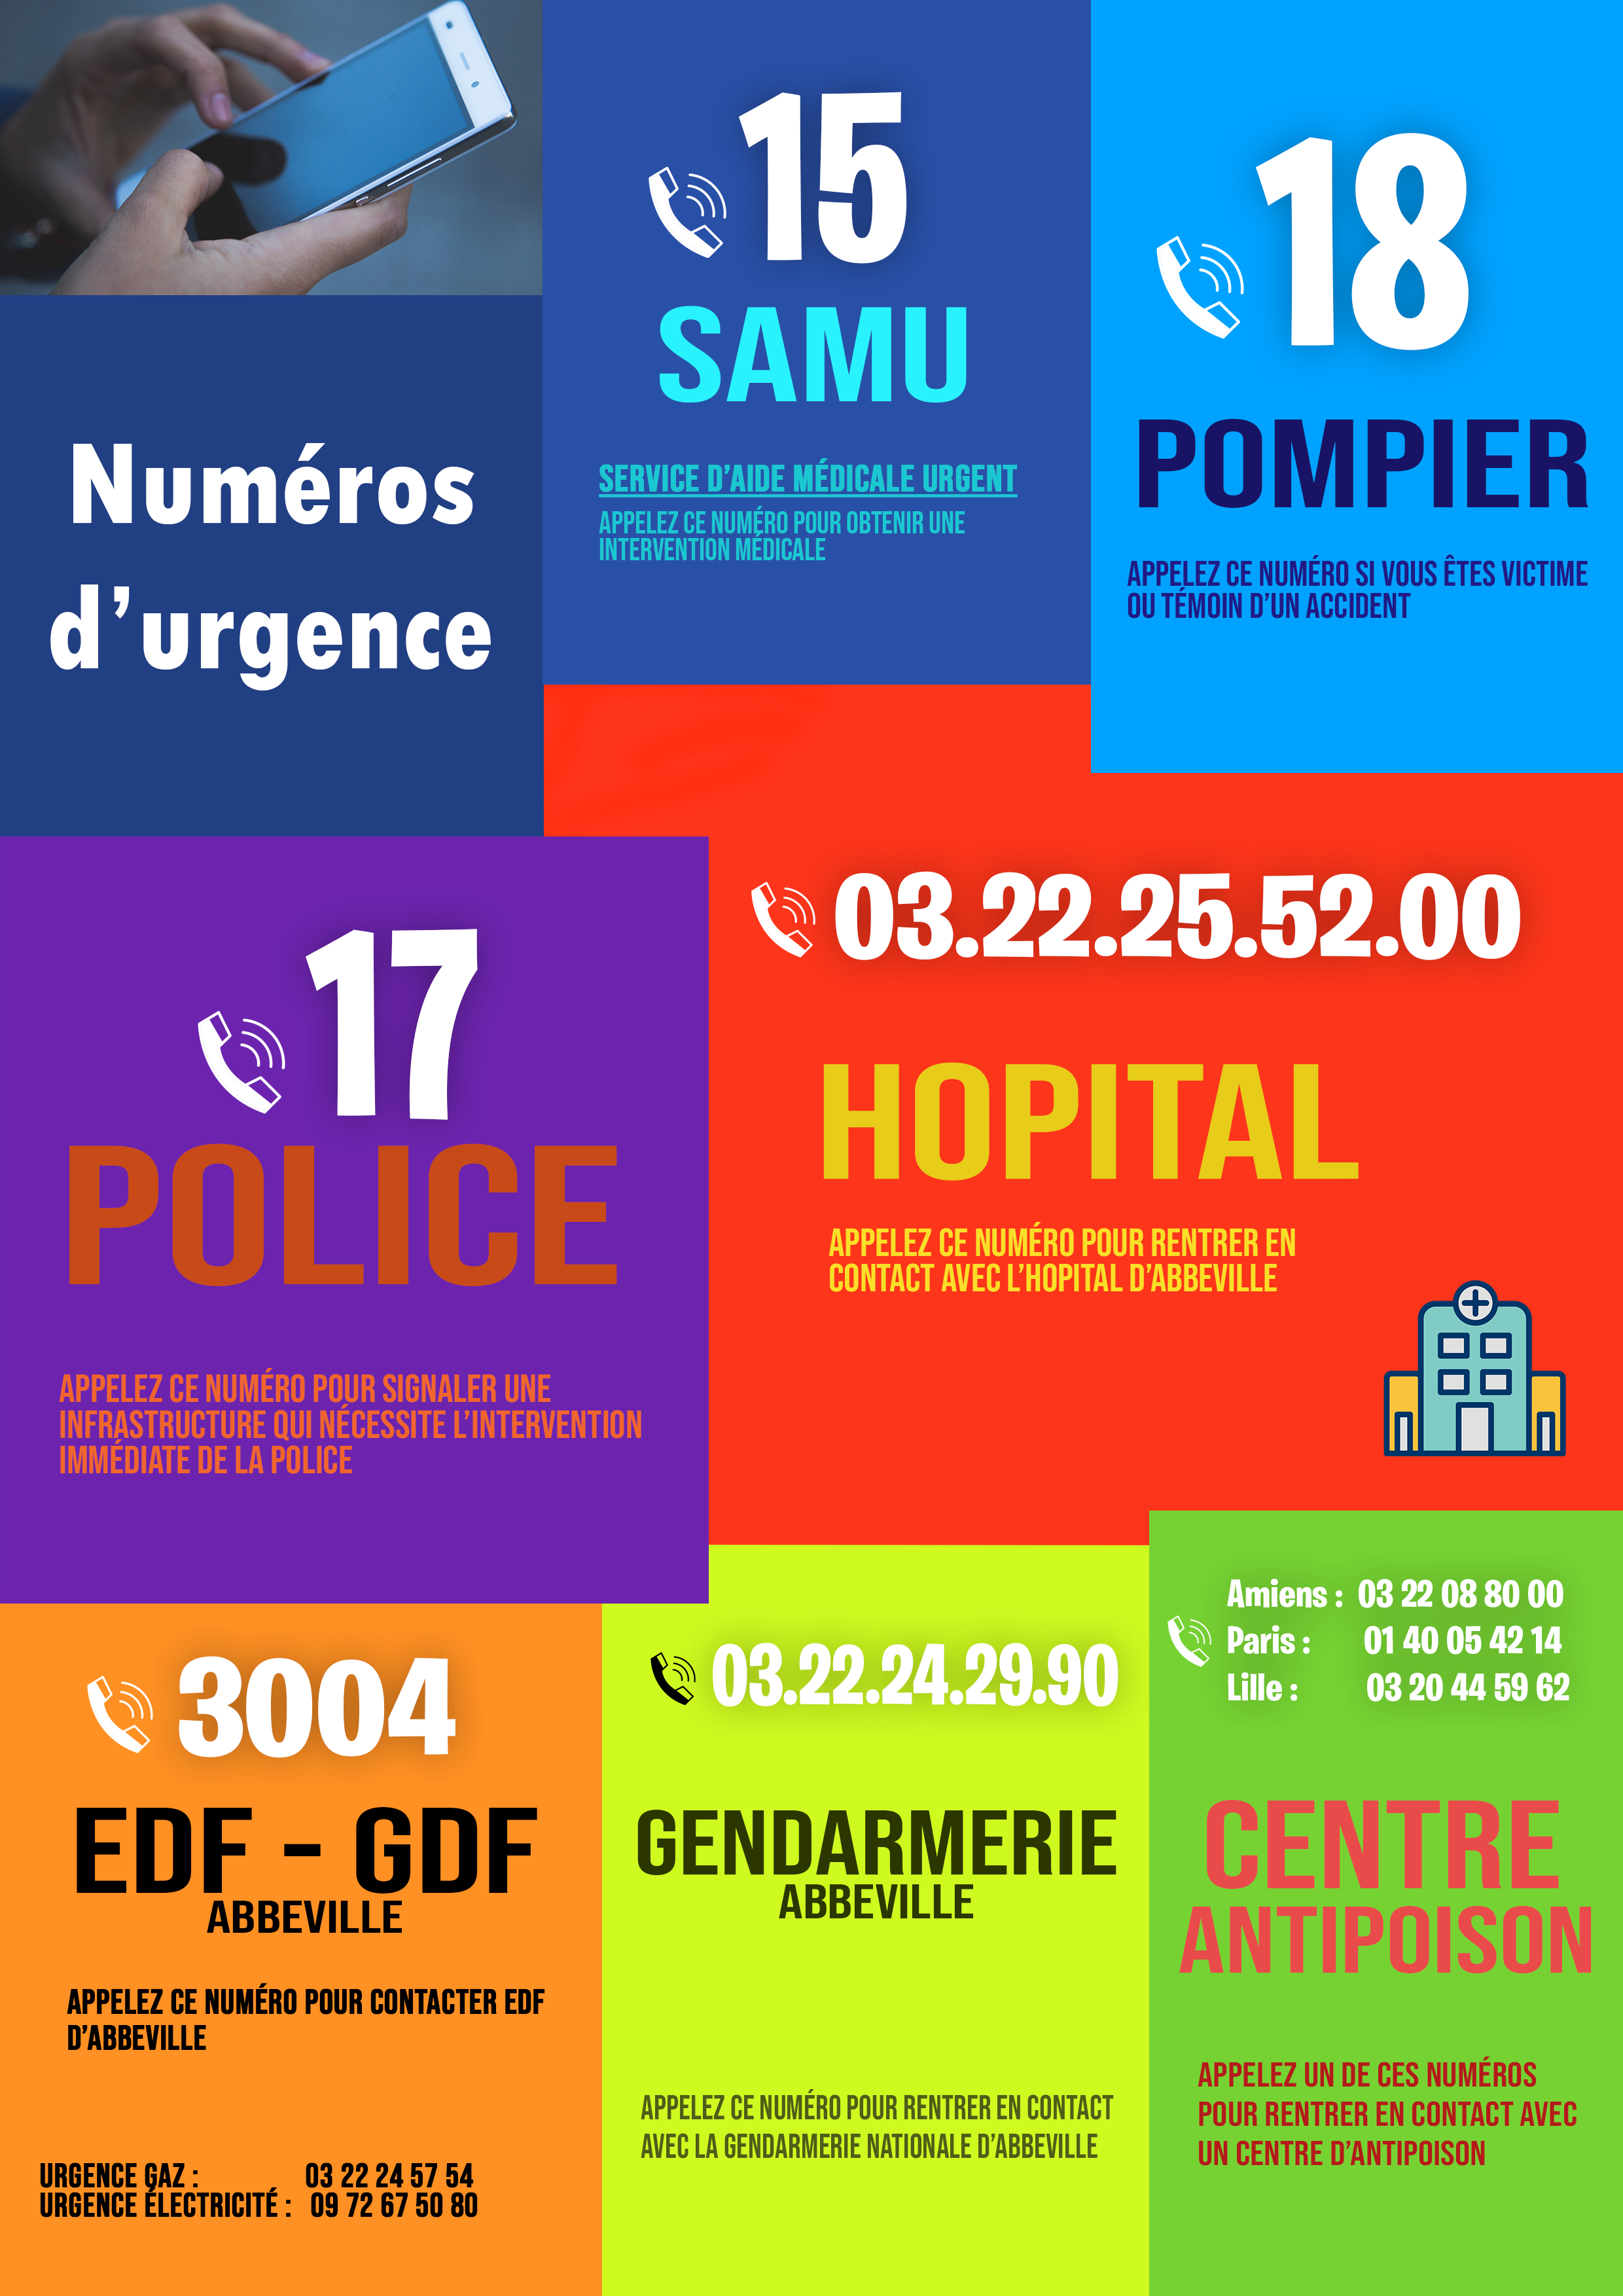 Numéros
d'urgence
15
SAMU
SERVICE D'AIDE MÉDICALE URGENT
APPELEZ CE NUMÉRO POUR OBTENIR UNE
INTERVENTION MÉDICALE
18
POMPIER
APPELEZ CE NUMÉRO SI VOUS ÊTES VICTIME
OU TÉMOIN D'UN ACCIDENT
17
POLICE
APPELEZ CE NUMÉRO POUR SIGNALER UNE
INFRASTRUCTURE QUI NÉCESSITE L'INTERVENTION
IMMÉDIATE DE LA POLICE
03.22.25.52.00
HOPITAL
APPELEZ CE NUMÉRO POUR RENTRER EN
CONTACT AVEC L'HOPITAL D'ABBEVILLE
3004
EDF - GDF
ABBEVILLE
APPELEZ CE NUMÉRO POUR CONTACTER EDF
D'ABBEVILLE
URGENCE GAZ : 03 22 24 57 54
URGENCE ÉLECTRICITÉ : 09 72 67 50 80
03.22.24.29.90
GENDARMERIE
ABBEVILLE
APPELEZ CE NUMÉRO POUR RENTRER EN CONTACT
AVEC LA GENDARMERIE NATIONALE D'ABBEVILLE
Amiens : 03 22 08 80 00
Paris : 01 40 05 42 14
Lille : 03 20 44 59 62
CENTRE
ANTIPOISON
APPELEZ UN DE CES NUMÉROS
POUR RENTRER EN CONTACT AVEC
UN CENTRE D'ANTIPOISON